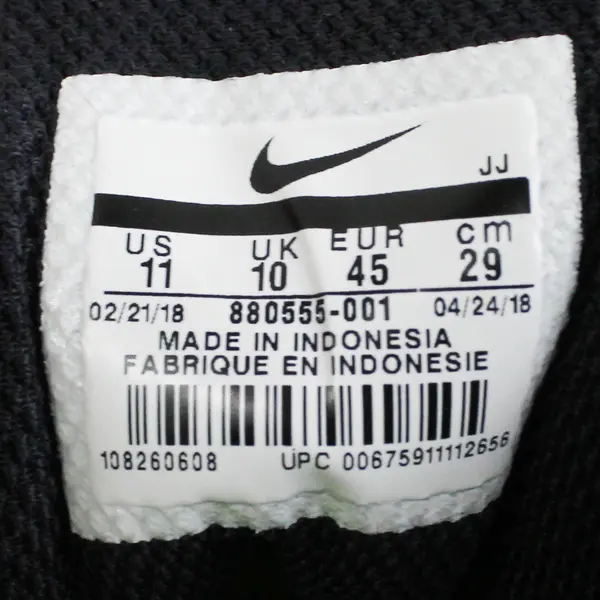 JJ
US UK EUR cm
11 10 45 29
02/21/18 880555-001 04/24/18
MADE IN INDONESIA
FABRIQUE EN INDONESIE
108260608 UPC 00675911112656